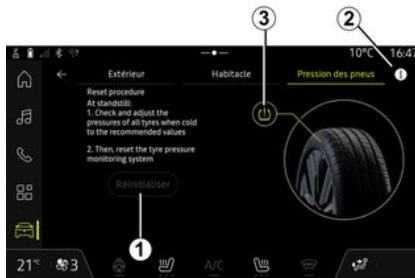 3
2
10°C 16:47
Extérieur Habitacle Pression des pneus
Reset procedure
At standstill:
1. Check and adjust the
pressures of all tyres when cold
to the recommended values
2. Then, reset the tyre pressure
monitoring system
Réinitialiser
1
21°C 3 A/C